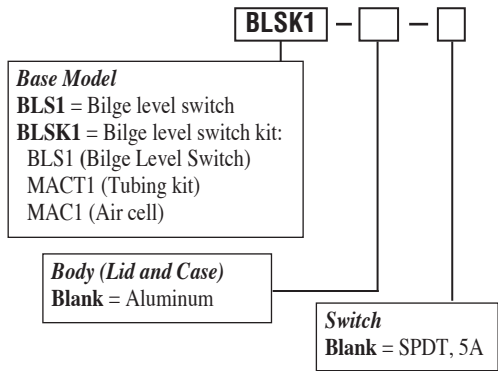 BLSK1 – –
Base Model
BLS1 = Bilge level switch
BLSK1 = Bilge level switch kit:
BLS1 (Bilge Level Switch)
MACT1 (Tubing kit)
MAC1 (Air cell)
Body (Lid and Case)
Blank = Aluminum
Switch
Blank = SPDT, 5A